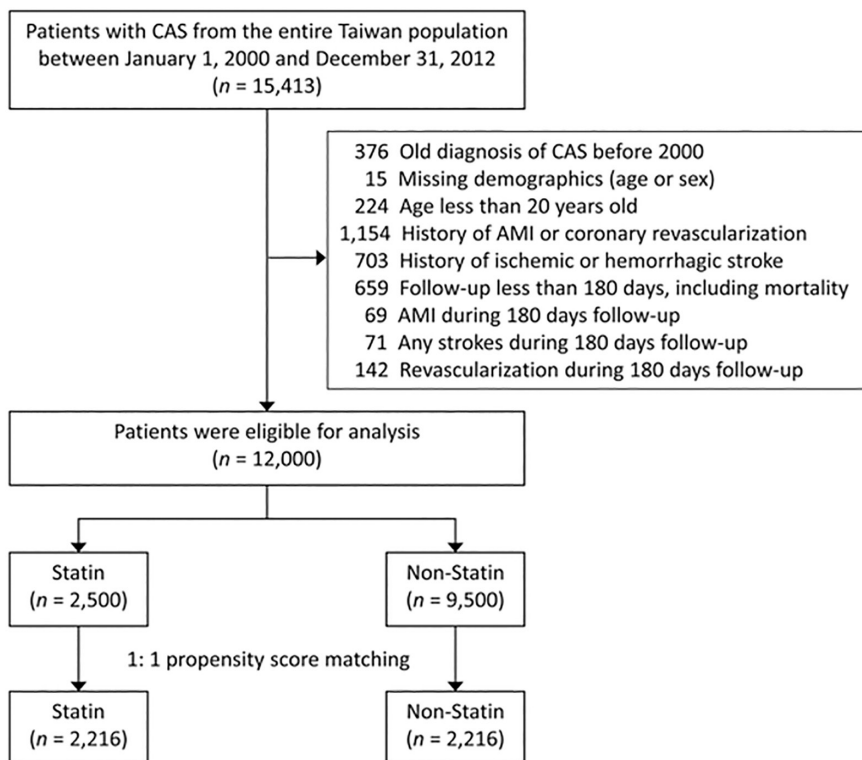 Patients with CAS from the entire Taiwan population
between January 1, 2000 and December 31, 2012
(n = 15,413)
376 Old diagnosis of CAS before 2000
15 Missing demographics (age or sex)
224 Age less than 20 years old
1,154 History of AMI or coronary revascularization
703 History of ischemic or hemorrhagic stroke
659 Follow-up less than 180 days, including mortality
69 AMI during 180 days follow-up
71 Any strokes during 180 days follow-up
142 Revascularization during 180 days follow-up
Patients were eligible for analysis
(n = 12,000)
Statin
(n = 2,500)
Non-Statin
(n = 9,500)
1: 1 propensity score matching
Statin
(n = 2,216)
Non-Statin
(n = 2,216)